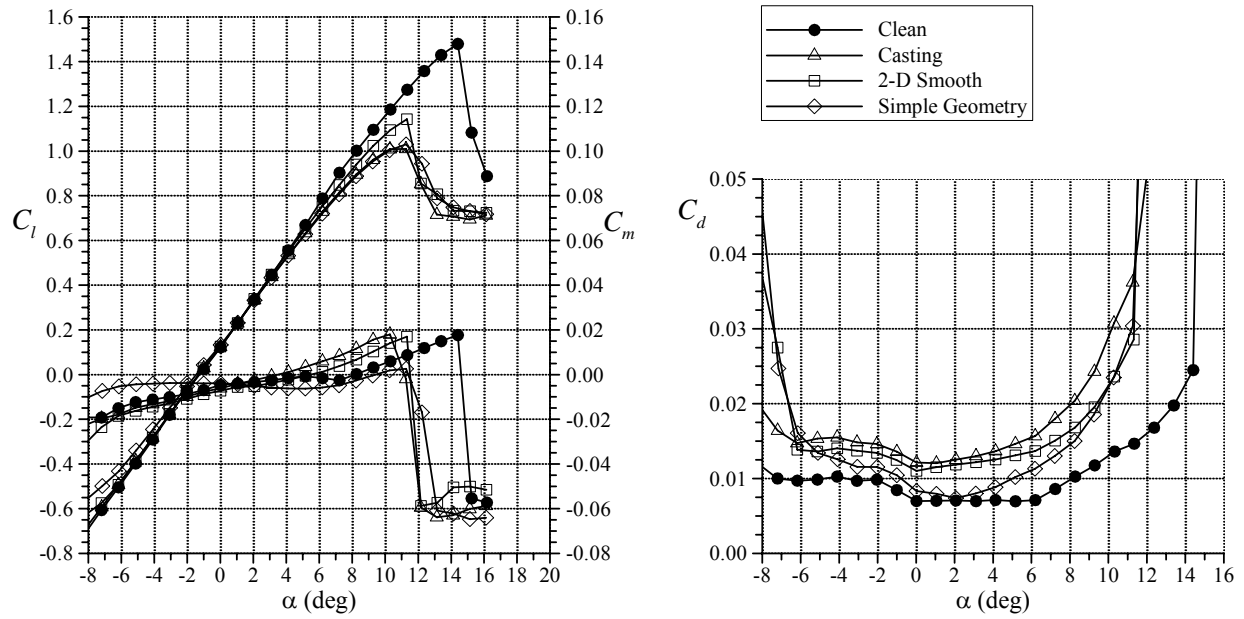 1.6
1.4
1.2
1.0
0.8
0.6
0.4
0.2
0.0
-0.2
-0.4
-0.6
-0.8
C_l
0.16
0.14
0.12
0.10
0.08
0.06
0.04
0.02
0.00
-0.02
-0.04
-0.06
-0.08
C_m
-8 -6 -4 -2 0 2 4 6 8 10 12 14 16 18 20
α (deg)
Clean
Casting
2-D Smooth
Simple Geometry
0.05
0.04
0.03
0.02
0.01
0.00
C_d
-8 -6 -4 -2 0 2 4 6 8 10 12 14 16
α (deg)